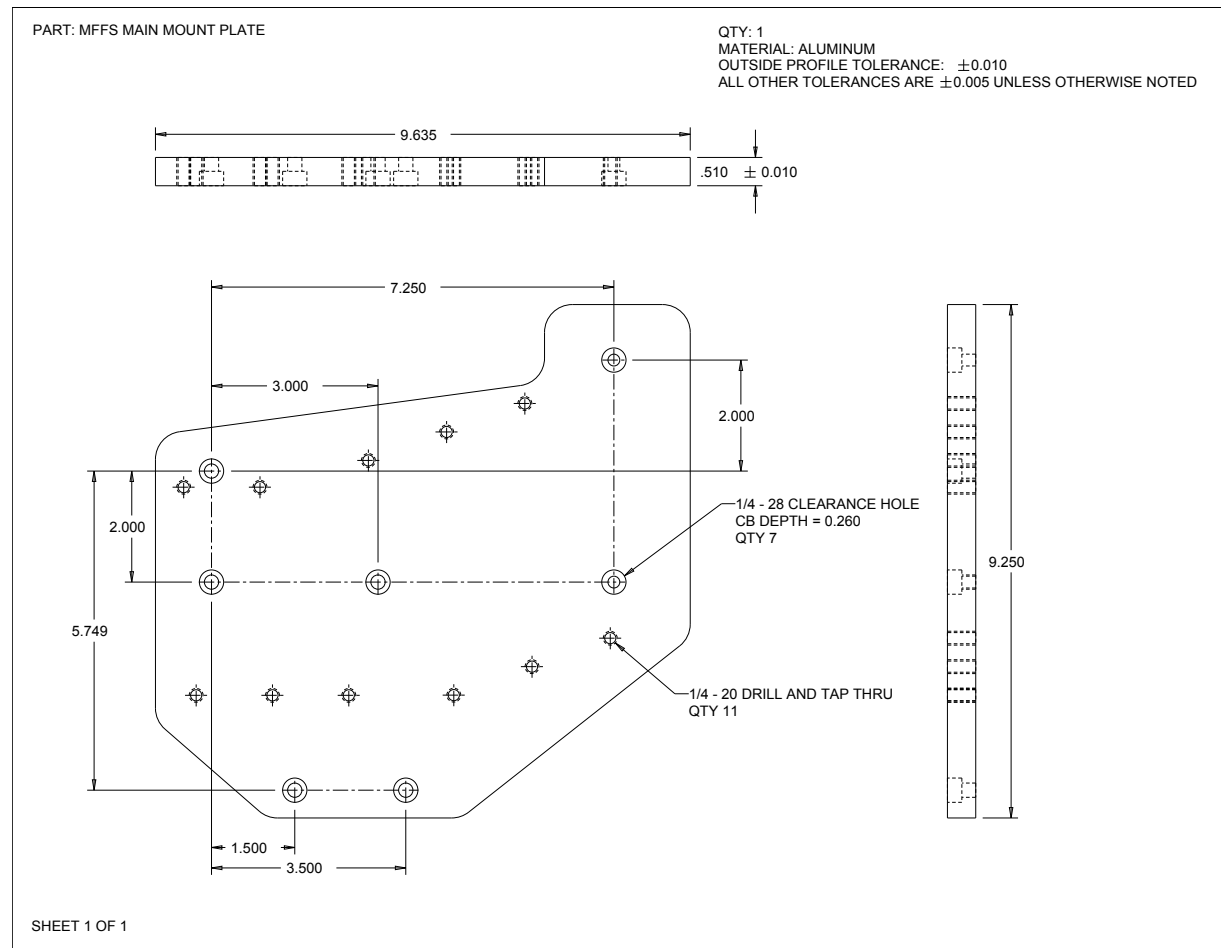 PART: MFFS MAIN MOUNT PLATE
QTY: 1
MATERIAL: ALUMINUM
OUTSIDE PROFILE TOLERANCE: ±0.010
ALL OTHER TOLERANCES ARE ±0.005 UNLESS OTHERWISE NOTED
9.635
.510 ± 0.010
7.250
3.000
2.000
2.000
1/4 - 28 CLEARANCE HOLE
CB DEPTH = 0.260
QTY 7
9.250
5.749
1/4 - 20 DRILL AND TAP THRU
QTY 11
1.500
3.500
SHEET 1 OF 1